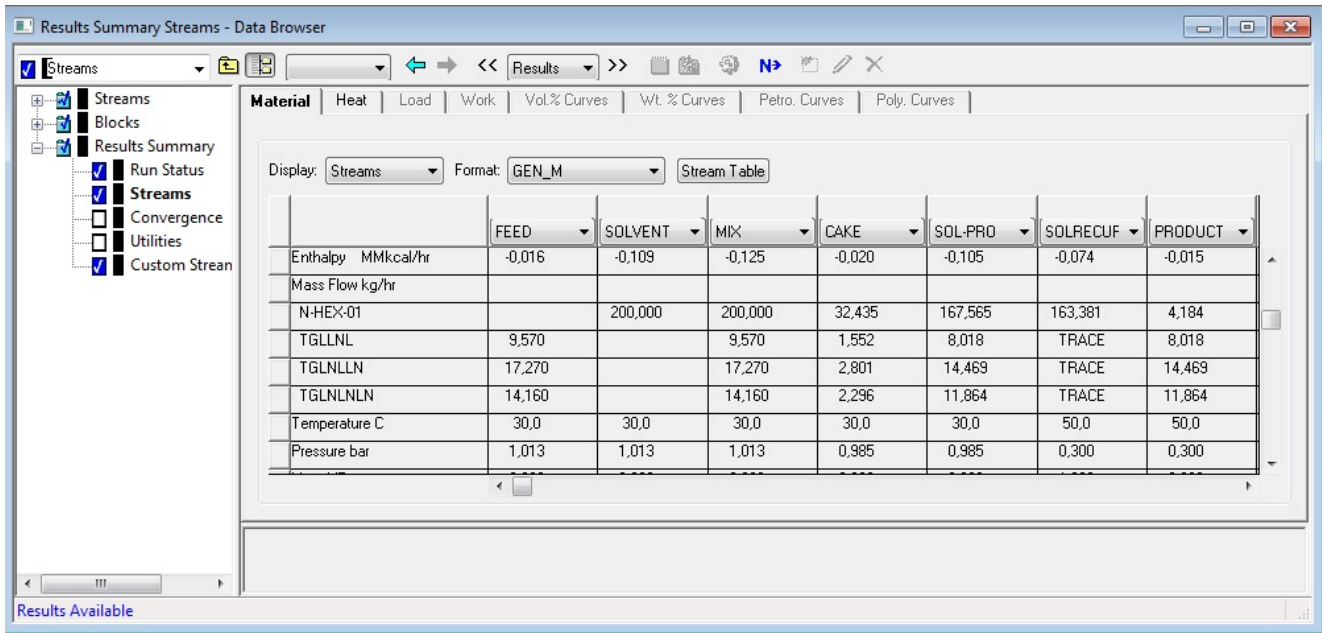 Results Summary Streams - Data Browser
Streams
<< Results >> N
Streams
Blocks
Results Summary
Run Status
Streams
Convergence
Utilities
Custom Strean
Material Heat Load Work Vol.% Curves Wt. % Curves Petro. Curves Poly. Curves
Display: Streams Format: GEN_M Stream Table
FEED SOLVENT MIX CAKE SOL-PRO SOLRECUF PRODUCT
Enthalpy MMkcal/hr -0,016 -0,109 -0,125 -0,020 -0,105 -0,074 -0,015
Mass Flow kg/hr
N-HEX-01 200,000 200,000 32,435 167,565 163,381 4,184
TGLLNL 9,570 9,570 1,552 8,018 TRACE 8,018
TGLNLLN 17,270 17,270 2,801 14,469 TRACE 14,469
TGLNLNLN 14,160 14,160 2,296 11,864 TRACE 11,864
Temperature C 30,0 30,0 30,0 30,0 30,0 50,0 50,0
Pressure bar 1,013 1,013 1,013 0,985 0,985 0,300 0,300
Results Available